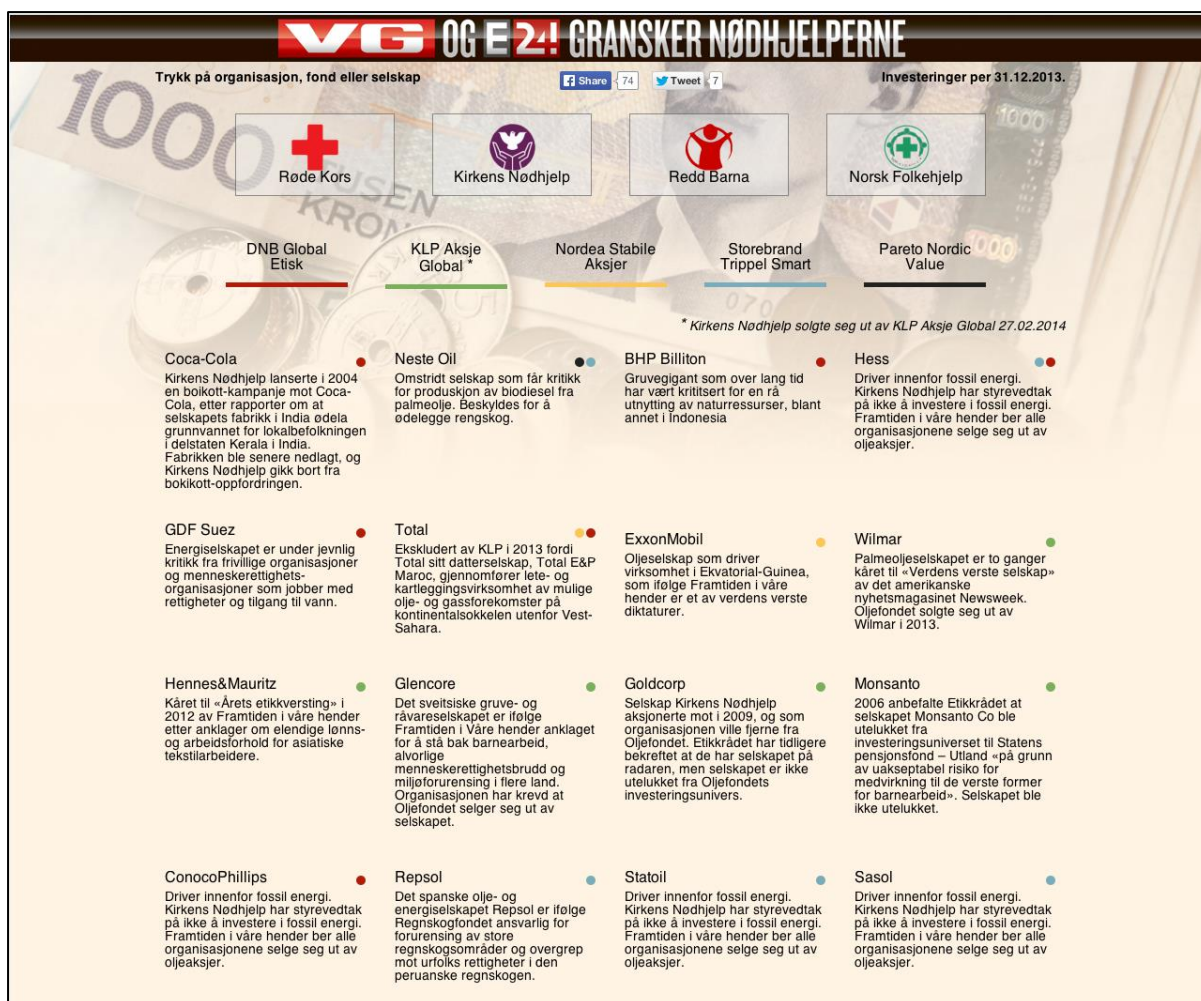 VG OG E24! GRANSKER NØDHJELPERNE
Trykk på organisasjon, fond eller selskap
Share 74
Tweet 7
Investeringer per 31.12.2013.
1000
1000
1000
USEN
KRON
070
Røde Kors
Kirkens Nødhjelp
Redd Barna
Norsk Folkehjelp
DNB Global
Etisk
KLP Aksje
Global *
Nordea Stabile
Aksjer
Storebrand
Trippel Smart
Pareto Nordic
Value
* Kirkens Nødhjelp solgte seg ut av KLP Aksje Global 27.02.2014
Coca-Cola
Kirkens Nødhjelp lanserte i 2004
en boikott-kampanje mot Coca-
Cola, etter rapporter om at
selskapets fabrikk i India ødela
grunnvannet for lokalbefolkningen
i delstaten Kerala i India.
Fabrikken ble senere nedlagt, og
Kirkens Nødhjelp gikk bort fra
bokikott-oppfordringen.
Neste Oil
Omstridt selskap som får kritikk
for produksjon av biodiesel fra
palmeolje. Beskyldes for å
ødelegge rengskog.
BHP Billiton
Gruvegigant som over lang tid
har vært krititsert for en rå
utnytting av naturressurser, blant
annet i Indonesia
Hess
Driver innenfor fossil energi.
Kirkens Nødhjelp har styrevedtak
på ikke å investere i fossil energi.
Framtiden i våre hender ber alle
organisasjonene selge seg ut av
oljeaksjer.
GDF Suez
Energiselskapet er under jevnlig
kritikk fra frivillige organisasjoner
og menneskerettighets-
organisasjoner som jobber med
rettigheter og tilgang til vann.
Total
Ekskludert av KLP i 2013 fordi
Total sitt datterselskap, Total E&P
Maroc, gjennomfører lete- og
kartleggingsvirksomhet av mulige
olje- og gassforekomster på
kontinentalsokkelen utenfor Vest-
Sahara.
ExxonMobil
Oljeselskap som driver
virksomhet i Ekvatorial-Guinea,
som ifølge Framtiden i våre
hender er et av verdens verste
diktaturer.
Wilmar
Palmeoljeselskapet er to ganger
kåret til «Verdens verste selskap»
av det amerikanske
nyhetsmagasinet Newsweek.
Oljefondet solgte seg ut av
Wilmar i 2013.
Hennes&Mauritz
Kåret til «Årets etikkversting» i
2012 av Framtiden i våre hender
etter anklager om elendige lønns-
og arbeidsforhold for asiatiske
tekstilarbeidere.
Glencore
Det sveitsiske gruve- og
råvareselskapet er ifølge
Framtiden i Våre hender anklaget
for å stå bak barnearbeid,
alvorlige
menneskerettighetsbrudd og
miljøforurensing i flere land.
Organisasjonen har krevd at
Oljefondet selger seg ut av
selskapet.
Goldcorp
Selskap Kirkens Nødhjelp
aksjonerte mot i 2009, og som
organisasjonen ville fjerne fra
Oljefondet. Etikkrådet har tidligere
bekreftet at de har selskapet på
radaren, men selskapet er ikke
utelukket fra Oljefondets
investeringsunivers.
Monsanto
2006 anbefalte Etikkrådet at
selskapet Monsanto Co ble
utelukket fra
investeringsuniverset til Statens
pensjonsfond – Utland «på grunn
av uakseptabel risiko for
medvirkning til de verste former
for barnearbeid». Selskapet ble
ikke utelukket.
ConocoPhillips
Driver innenfor fossil energi.
Kirkens Nødhjelp har styrevedtak
på ikke å investere i fossil energi.
Framtiden i våre hender ber alle
organisasjonene selge seg ut av
oljeaksjer.
Repsol
Det spanske olje- og
energiselskapet Repsol er ifølge
Regnskogfondet ansvarlig for
forurensing av store
regnskogsområder og overgrep
mot urfolks rettigheter i den
peruanske regnskogen.
Statoil
Driver innenfor fossil energi.
Kirkens Nødhjelp har styrevedtak
på ikke å investere i fossil energi.
Framtiden i våre hender ber alle
organisasjonene selge seg ut av
oljeaksjer.
Sasol
Driver innenfor fossil energi.
Kirkens Nødhjelp har styrevedtak
på ikke å investere i fossil energi.
Framtiden i våre hender ber alle
organisasjonene selge seg ut av
oljeaksjer.